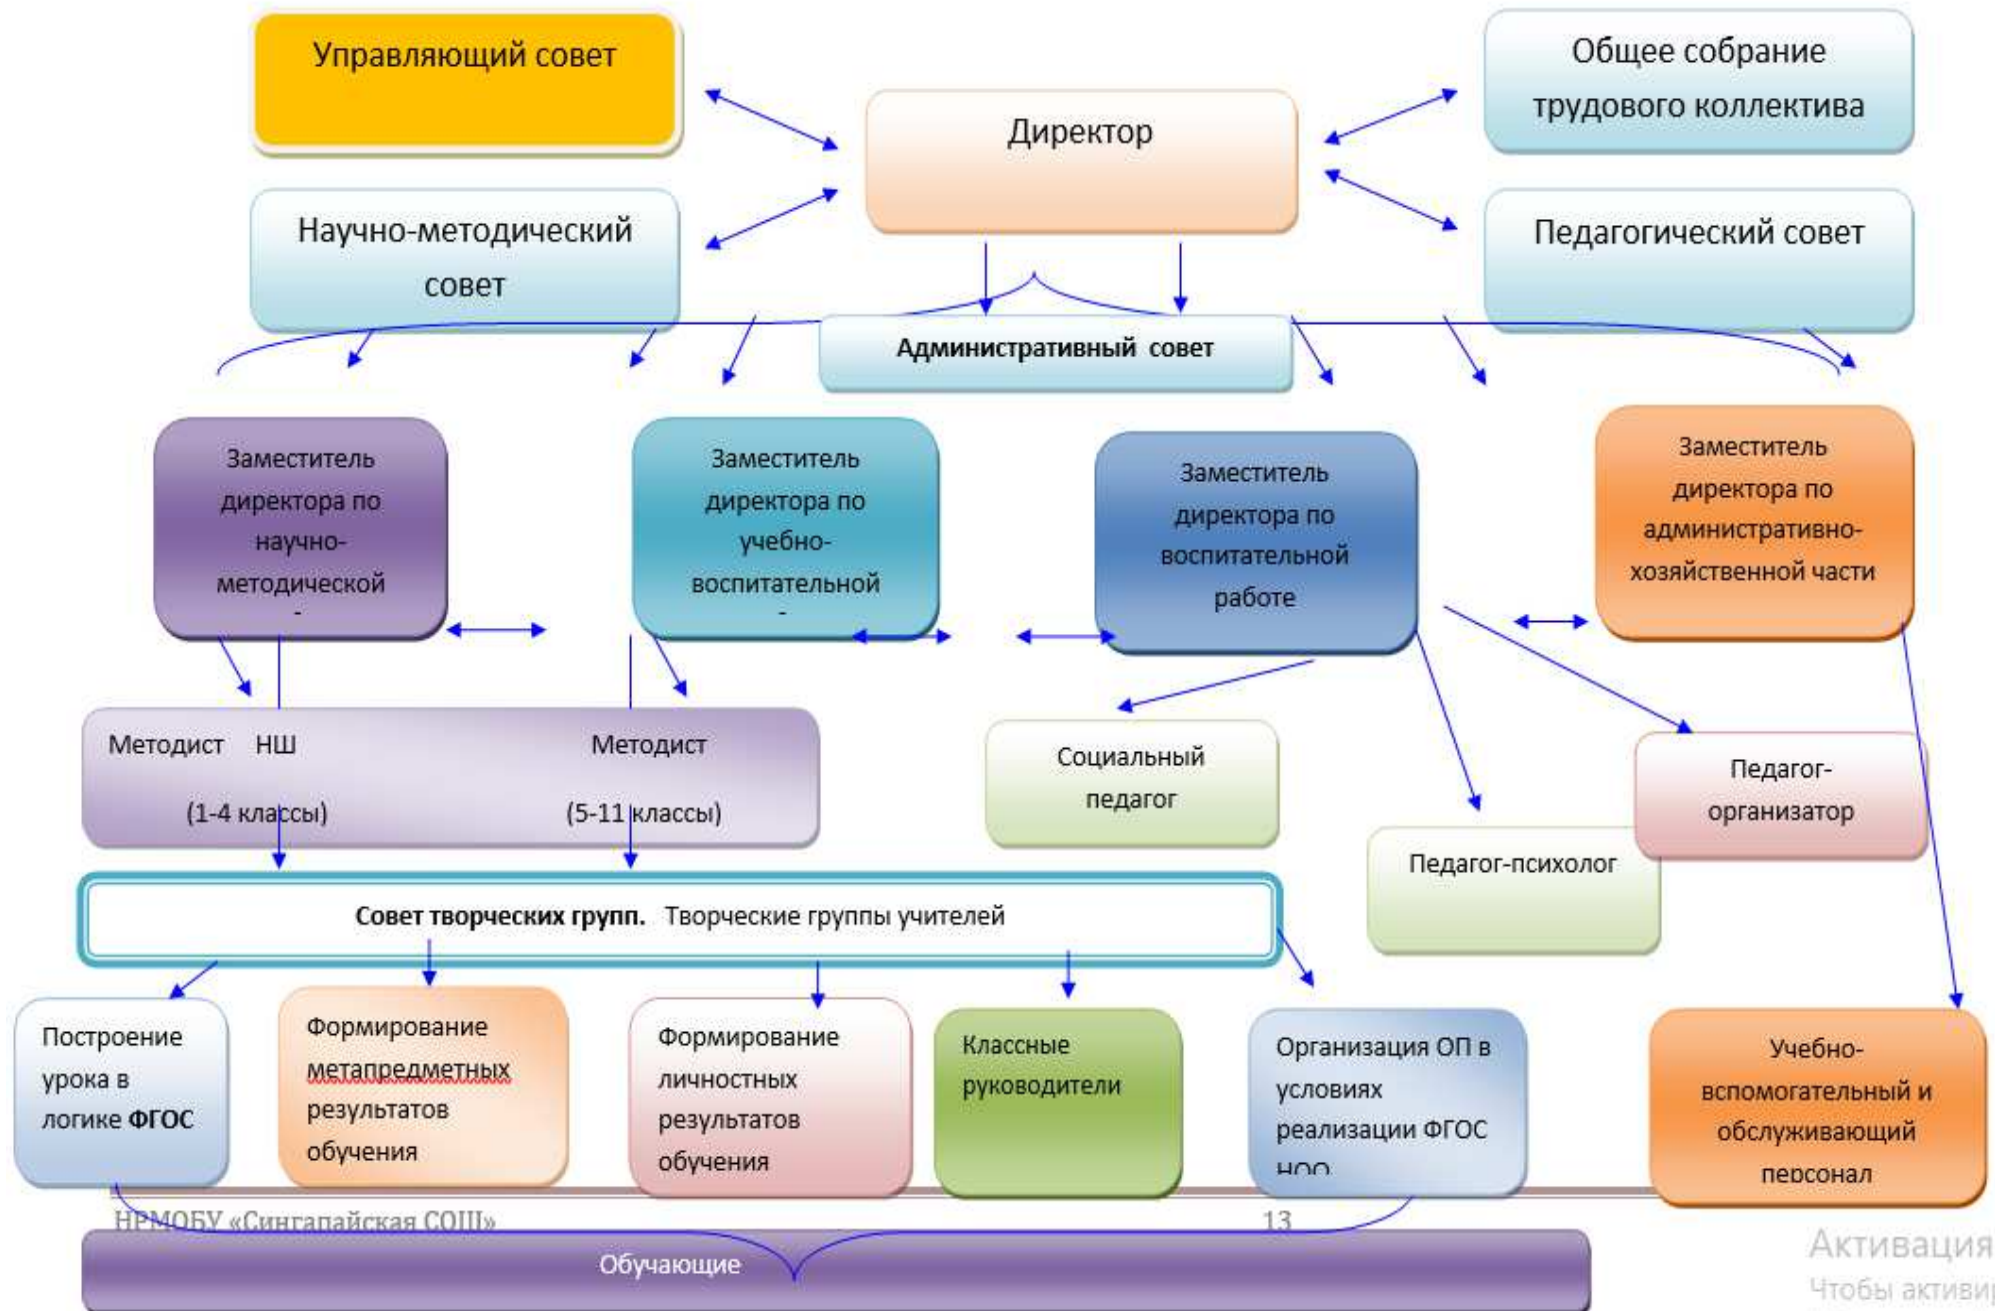 Управляющий совет
Общее собрание
трудового коллектива
Директор
Научно-методический
совет
Педагогический совет
Административный совет
Заместитель
директора по
научно-
методической
Заместитель
директора по
учебно-
воспитательной
Заместитель
директора по
воспитательной
работе
Заместитель
директора по
административно-
хозяйственной части
Методист НШ
(1-4 классы)
Методист
(5-11 классы)
Социальный
педагог
Педагог-психолог
Педагог-
организатор
Совет творческих групп. Творческие группы учителей
Построение
урока в
логике ФГОС
Формирование
метапредметных
результатов
обучения
Формирование
личностных
результатов
обучения
Классные
руководители
Организация ОП в
условиях
реализации ФГОС
НОО
Учебно-
вспомогательный и
обслуживающий
персонал
НРМОБУ «Сингапайская СОШ»
13
Обучающие
Активация
Чтобы активи